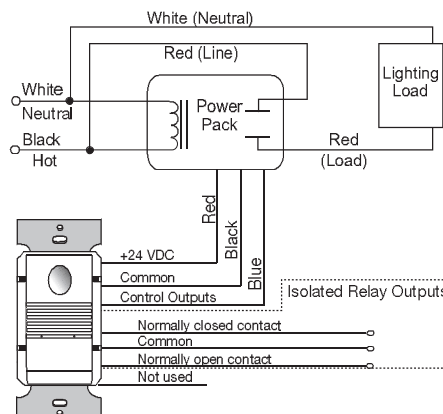 White (Neutral)
Red (Line)
White
Neutral
Power
Pack
Lighting
Load
Black
Hot
Red
(Load)
Red
Black
Blue
+24 VDC
Common
Control Outputs
Isolated Relay Outputs
Normally closed contact
Common
Normally open contact
Not used